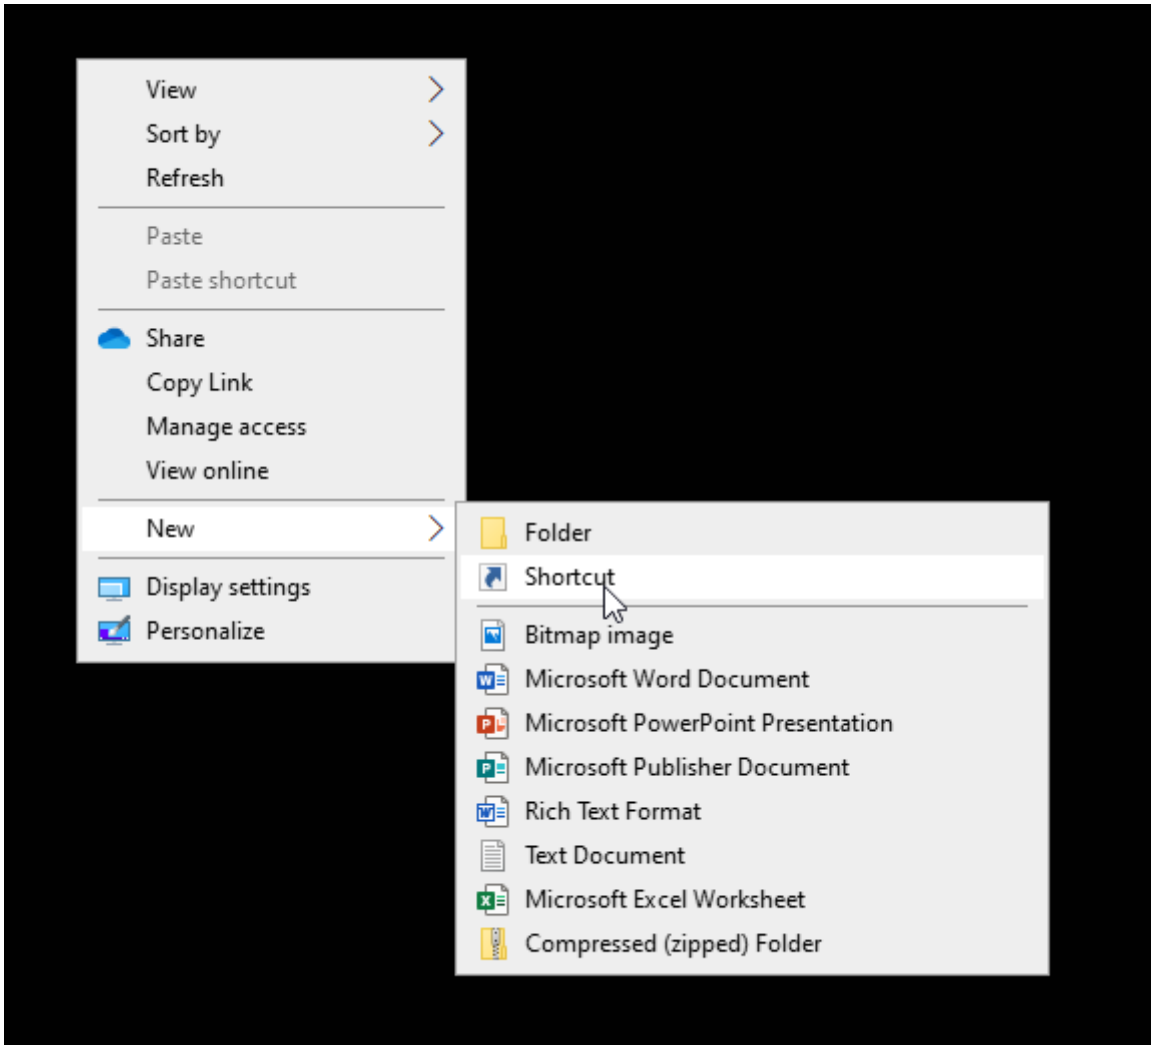 View
Sort by
Refresh
Paste
Paste shortcut
Share
Copy Link
Manage access
View online
New
Display settings
Personalize
Folder
Shortcut
Bitmap image
Microsoft Word Document
Microsoft PowerPoint Presentation
Microsoft Publisher Document
Rich Text Format
Text Document
Microsoft Excel Worksheet
Compressed (zipped) Folder